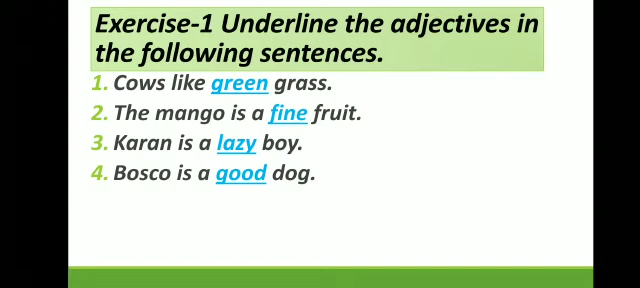 Exercise-1 Underline the adjectives in
the following sentences.
1. Cows like green grass.
2. The mango is a fine fruit.
3. Karan is a lazy boy.
4. Bosco is a good dog.